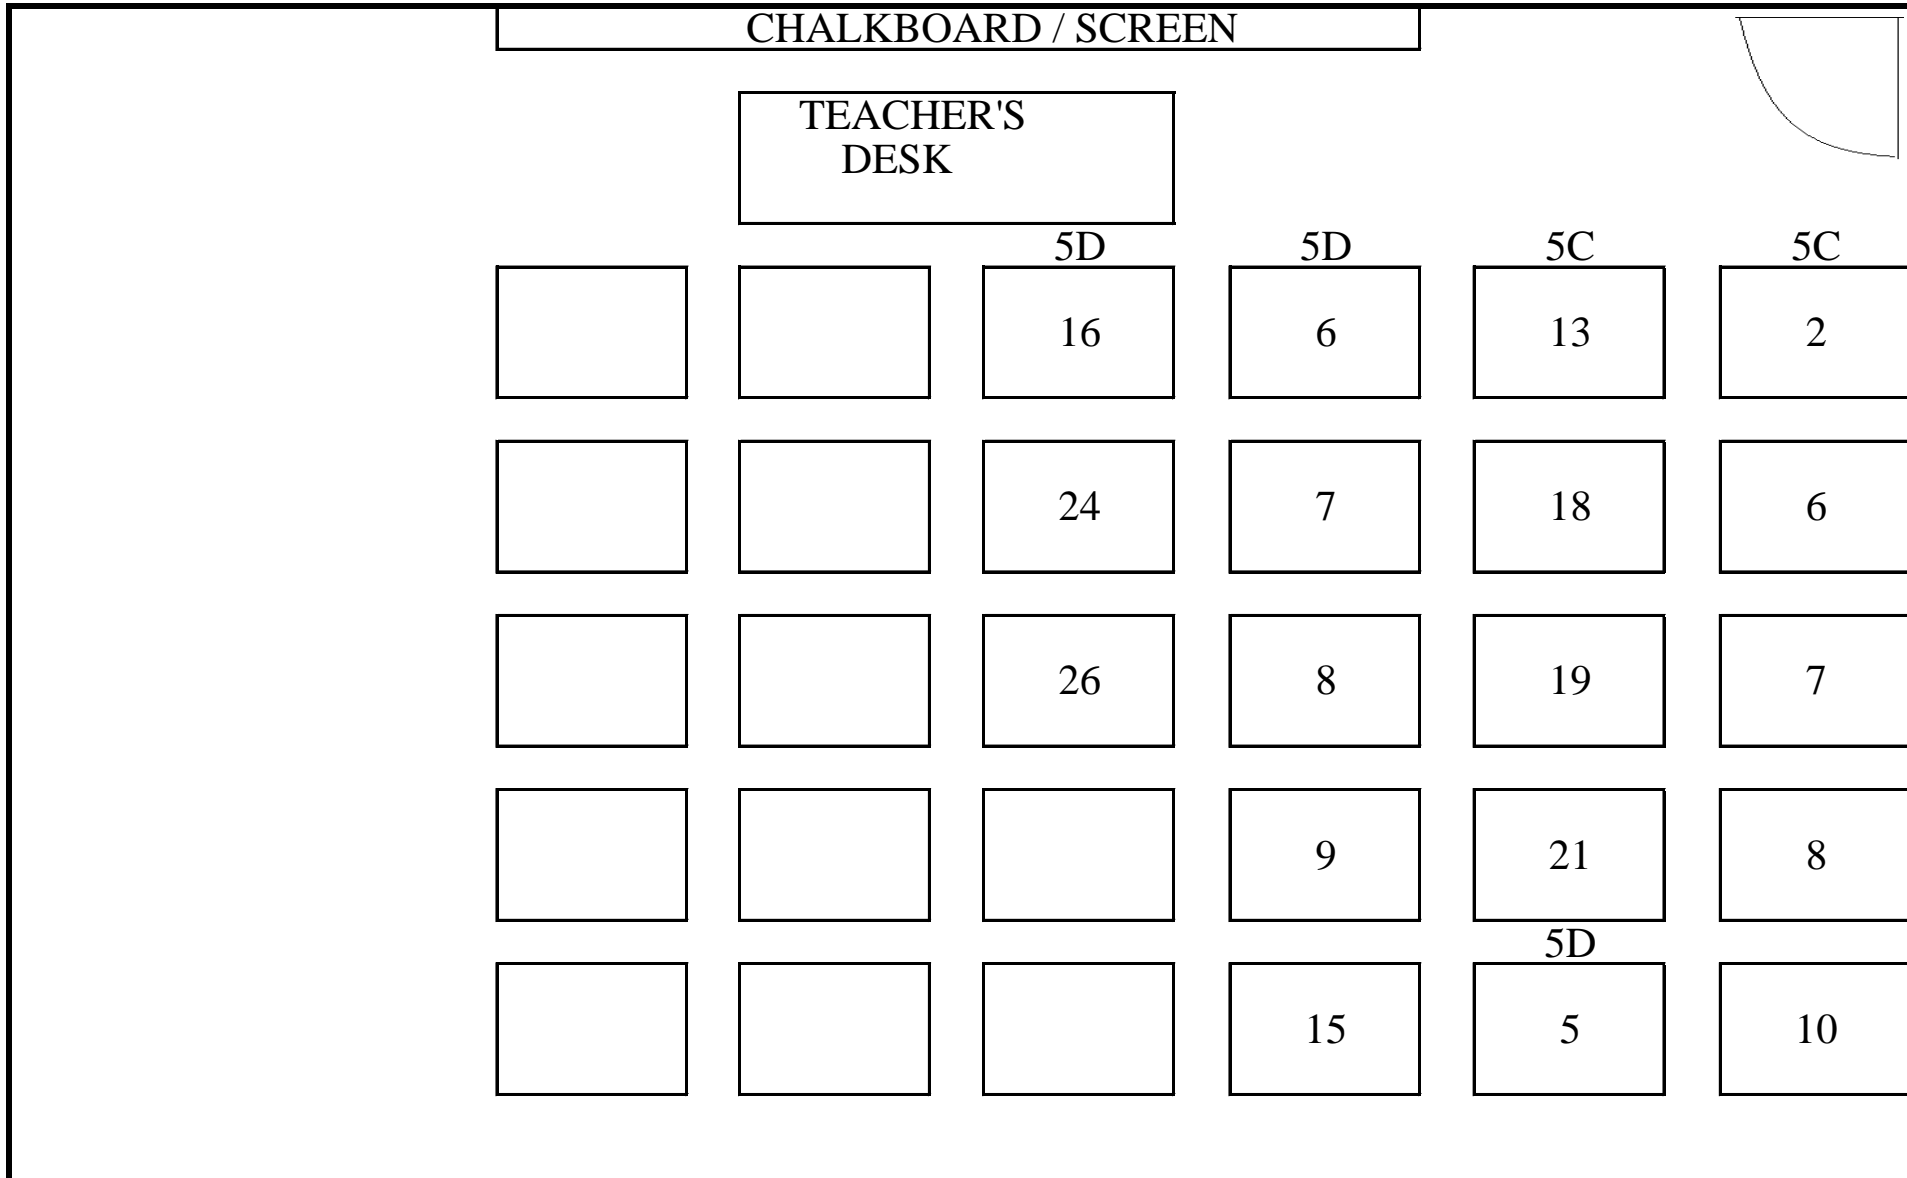 CHALKBOARD / SCREEN
TEACHER'S
DESK
5D 5D 5C 5C
16 6 13 2
24 7 18 6
26 8 19 7
9 21 8
5D
15 5 10